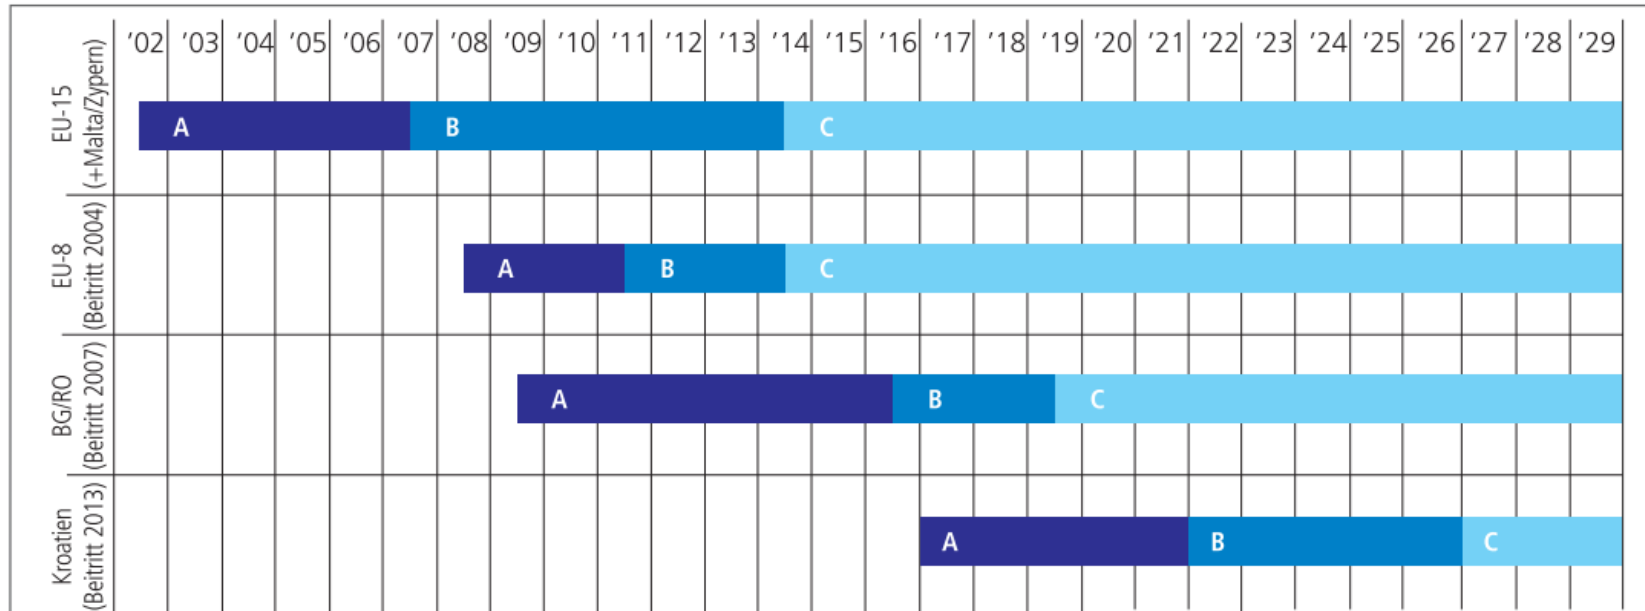 ’02 ’03 ’04 ’05 ’06 ’07 ’08 ’09 ’10 ’11 ’12 ’13 ’14 ’15 ’16 ’17 ’18 ’19 ’20 ’21 ’22 ’23 ’24 ’25 ’26 ’27 ’28 ’29
EU-15
(+Malta/Zypern)
A B C
EU-8
(Beitritt 2004)
A B C
BG/RO
(Beitritt 2007)
A B C
Kroatien
(Beitritt 2013)
A B C